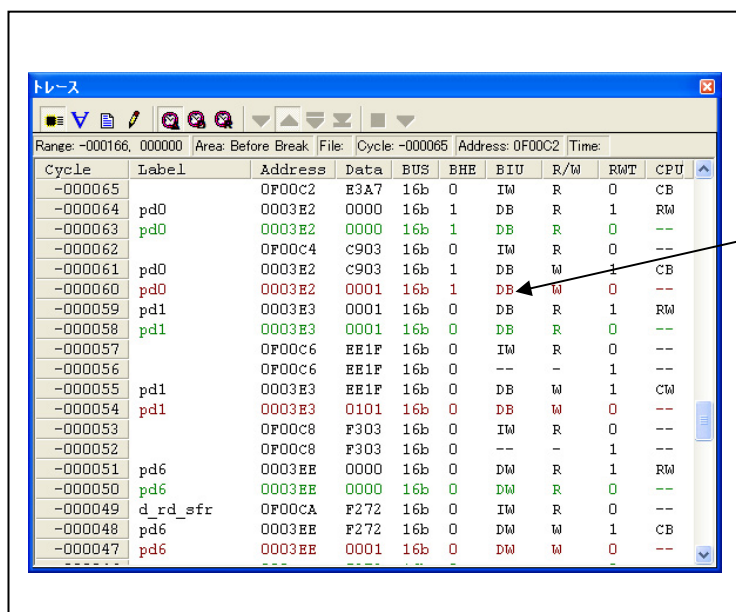 トレース
Range: -000166, 000000 Area: Before Break File: Cycle: -000065 Address: 0F00C2 Time:
Cycle Label Address Data BUS BHE BIU R/W RWT CPU
-000065 0F00C2 E3A7 16b 0 IW R 0 CB
-000064 pd0 0003E2 0000 16b 1 DB R 1 RW
-000063 pd0 0003E2 0000 16b 1 DB R 0 --
-000062 0F00C4 C903 16b 0 IW R 0 --
-000061 pd0 0003E2 C903 16b 1 DB W 1 CB
-000060 pd0 0003E2 0001 16b 1 DB W 0 --
-000059 pd1 0003E3 0001 16b 0 DB R 1 RW
-000058 pd1 0003E3 0001 16b 0 DB R 0 --
-000057 0F00C6 EE1F 16b 0 IW R 0 --
-000056 0F00C6 EE1F 16b 0 -- - 1 --
-000055 pd1 0003E3 EE1F 16b 0 DB W 1 CW
-000054 pd1 0003E3 0101 16b 0 DB W 0 --
-000053 0F00C8 F303 16b 0 IW R 0 --
-000052 0F00C8 F303 16b 0 -- - 1 --
-000051 pd6 0003EE 0000 16b 0 DW R 1 RW
-000050 pd6 0003EE 0000 16b 0 DW R 0 --
-000049 d_rd_sfr 0F00CA F272 16b 0 IW R 0 --
-000048 pd6 0003EE F272 16b 0 DW W 1 CB
-000047 pd6 0003EE 0001 16b 0 DW W 0 --